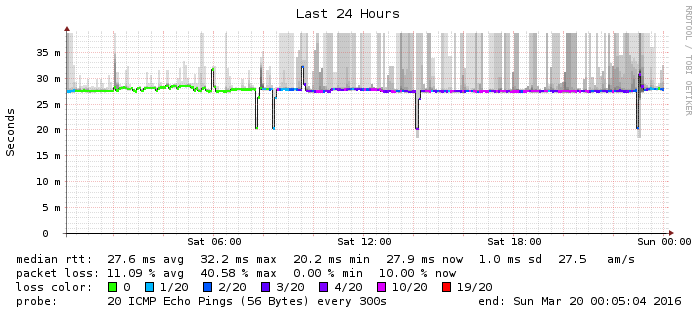 Last 24 Hours
RRDTOOL / TOBI OETIKER
Seconds
35 m
30 m
25 m
20 m
15 m
10 m
5 m
0
Sat 06:00 Sat 12:00 Sat 18:00 Sun 00:00
median rtt: 27.6 ms avg 32.2 ms max 20.2 ms min 27.9 ms now 1.0 ms sd 27.5 am/s
packet loss: 11.09 % avg 40.58 % max 0.00 % min 10.00 % now
loss color: 0 1/20 2/20 3/20 4/20 10/20 19/20
probe: 20 ICMP Echo Pings (56 Bytes) every 300s end: Sun Mar 20 00:05:04 2016